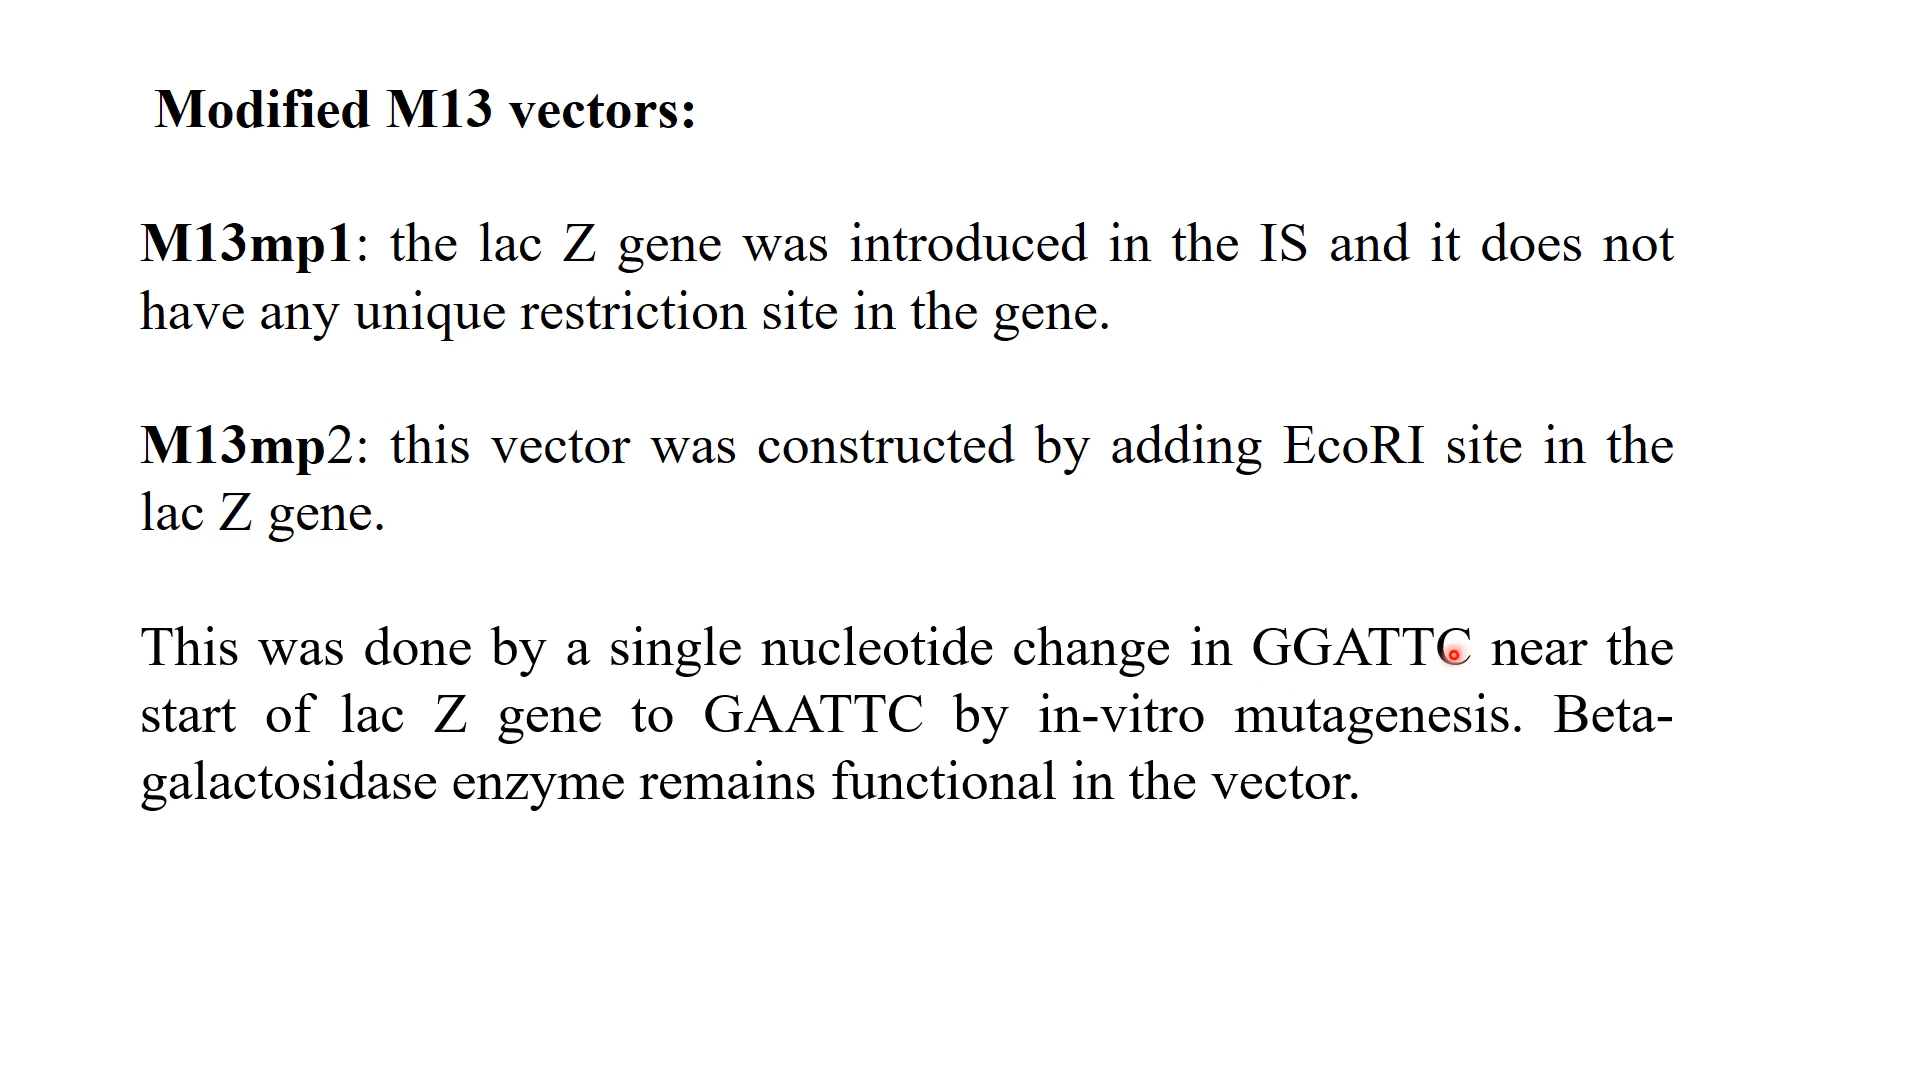 Modified M13 vectors:
M13mp1: the lac Z gene was introduced in the IS and it does not
have any unique restriction site in the gene.
M13mp2: this vector was constructed by adding EcoRI site in the
lac Z gene.
This was done by a single nucleotide change in GGATTC near the
start of lac Z gene to GAATTC by in-vitro mutagenesis. Beta-
galactosidase enzyme remains functional in the vector.